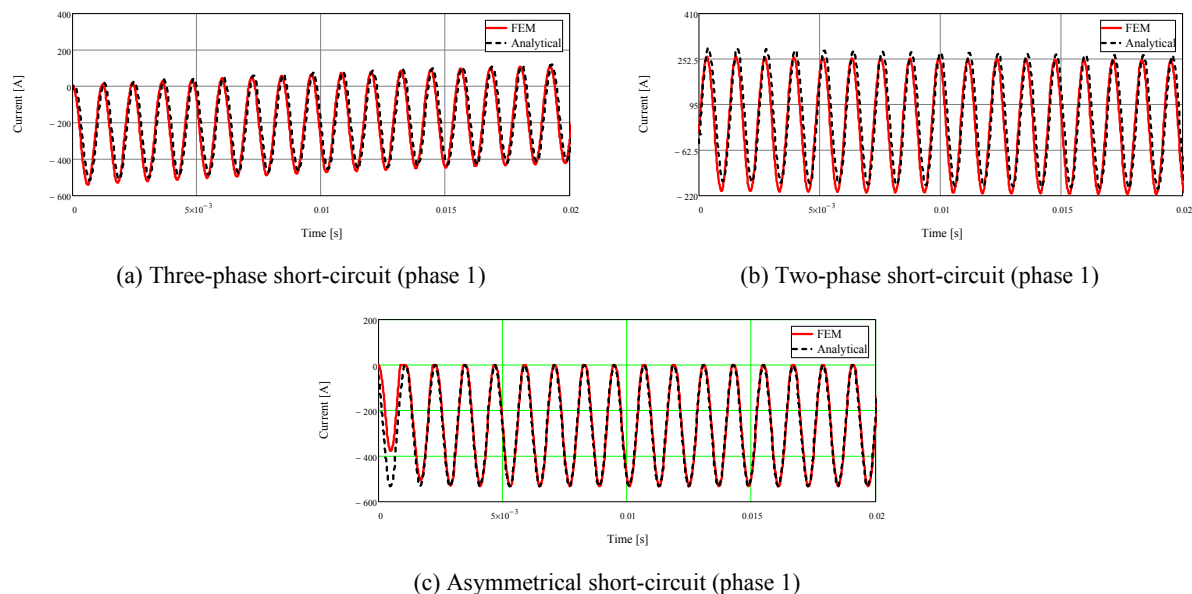 400
200
0
− 200
− 400
− 600
Current [A]
FEM
Analytical
0
5×10⁻³
0.01
0.015
0.02
Time [s]
(a) Three-phase short-circuit (phase 1)
410
252.5
95
− 62.5
− 220
Current [A]
FEM
Analytical
0
5×10⁻³
0.01
0.015
0.02
Time [s]
(b) Two-phase short-circuit (phase 1)
200
0
− 200
− 400
− 600
Current [A]
FEM
Analytical
0
5×10⁻³
0.01
0.015
0.02
Time [s]
(c) Asymmetrical short-circuit (phase 1)